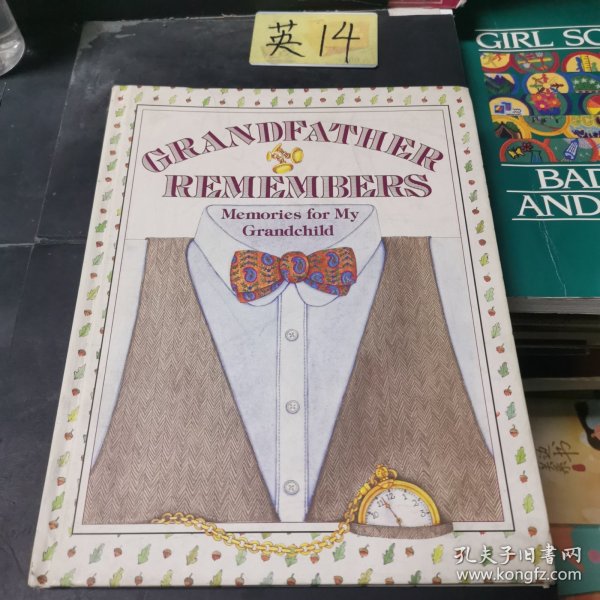 英14
GRANDFATHER
REMEMBERS
Memories for My
Grandchild
GIRL SC
BAD
AND
孔夫子旧书网
www.kongfz.com